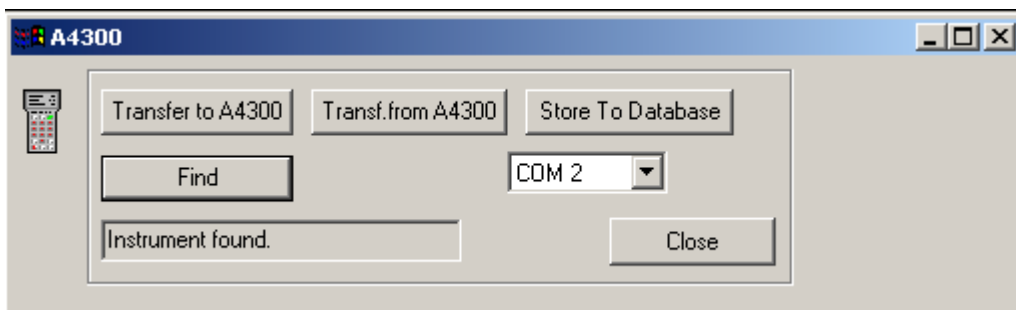 A4300
Transfer to A4300
Transf.from A4300
Store To Database
Find
COM 2
Instrument found.
Close